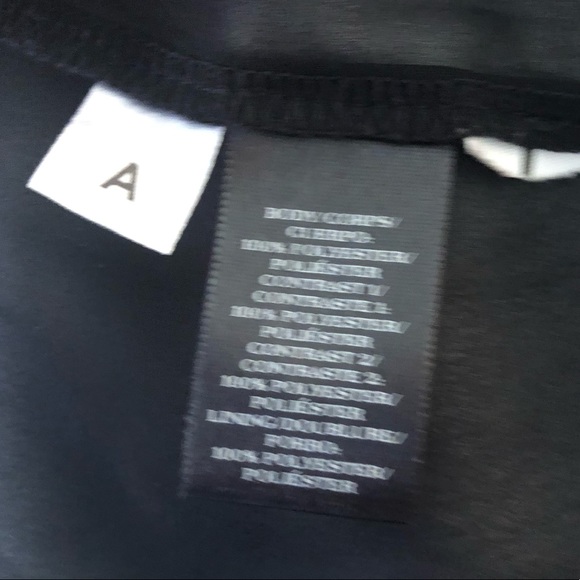 A
BODY/CORPS/
CUERPO:
100% POLYESTER/
POLIÉSTER
CONTRAST 1/
CONTRASTE 1:
100% POLYESTER/
POLIÉSTER
CONTRAST 2/
CONTRASTE 2:
100% POLYESTER/
POLIÉSTER
LINING/DOUBLURE/
FORRO:
100% POLYESTER/
POLIÉSTER